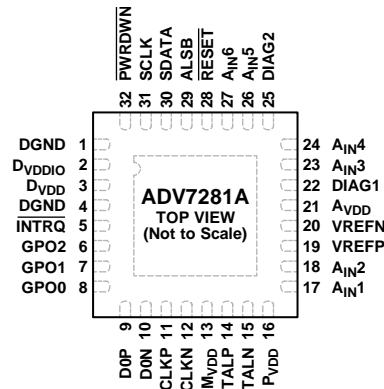 PWRDWN
SCLK
SDATA
ALSB
RESET
AIN6
AIN5
DIAG2
32 31 30 29 28 27 26 25
DGND 1
DVDDIO 2
DVDD 3
DGND 4
INTRQ 5
GPO2 6
GPO1 7
GPO0 8
ADV7281A
TOP VIEW
(Not to Scale)
24 AIN4
23 AIN3
22 DIAG1
21 AVDD
20 VREFN
19 VREFP
18 AIN2
17 AIN1
9 10 11 12 13 14 15 16
D0P
D0N
CLKP
CLKN
MVDD
TALP
TALN
PVDD